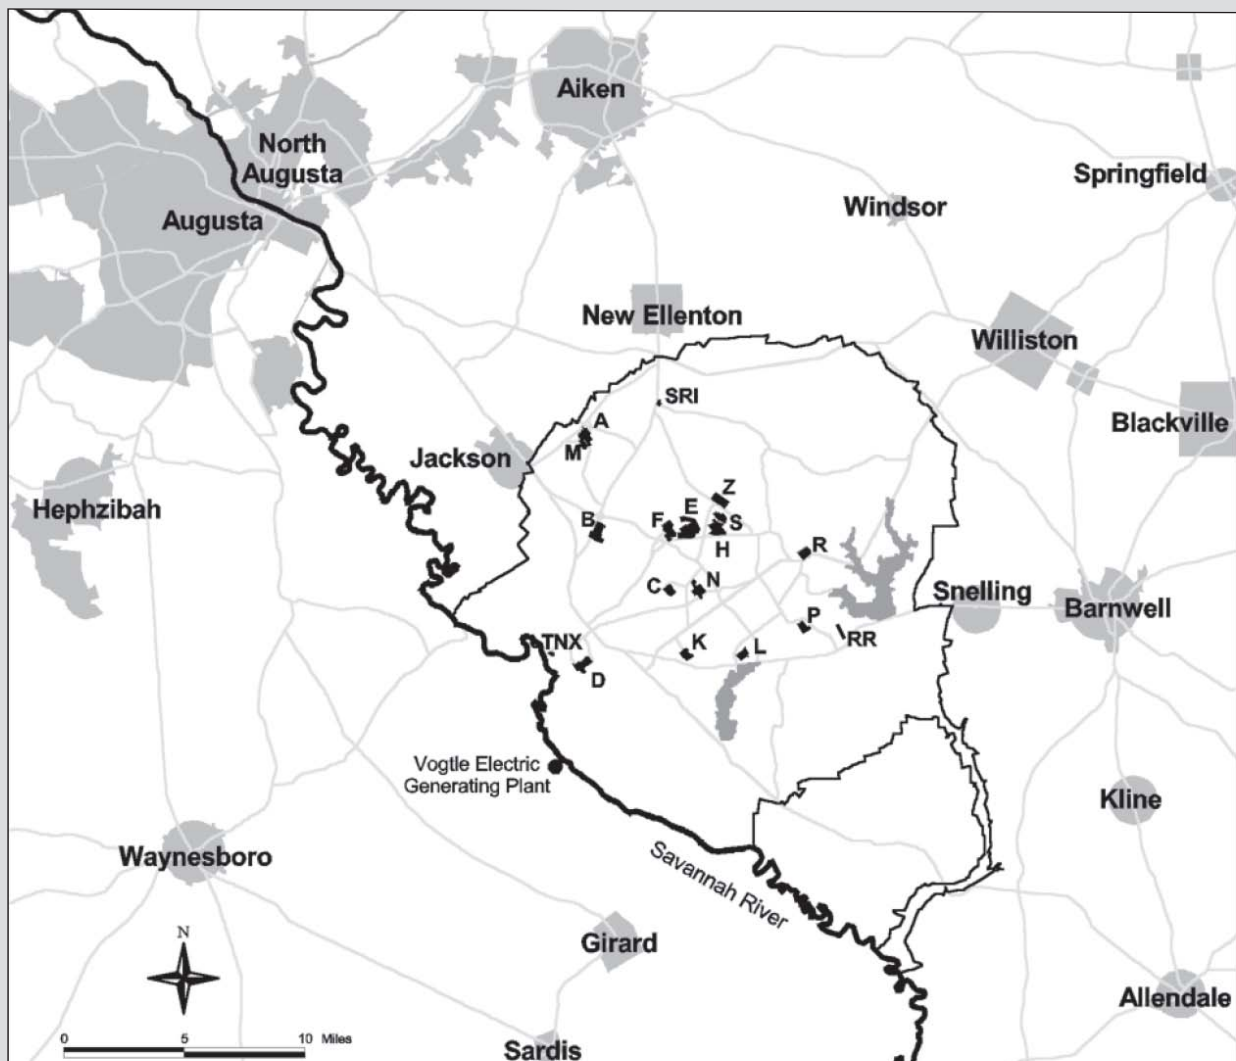 Aiken
North
Augusta
Augusta
Springfield
Windsor
New Ellenton
Williston
SRI
A
M
Blackville
Jackson
Hephzibah
Z
B
F
E
S
H
R
C
N
Snelling
Barnwell
P
RR
TNX
K
L
D
Vogtle Electric
Generating Plant
Kline
Waynesboro
Savannah River
Girard
N
Allendale
0 5 10 Miles
Sardis